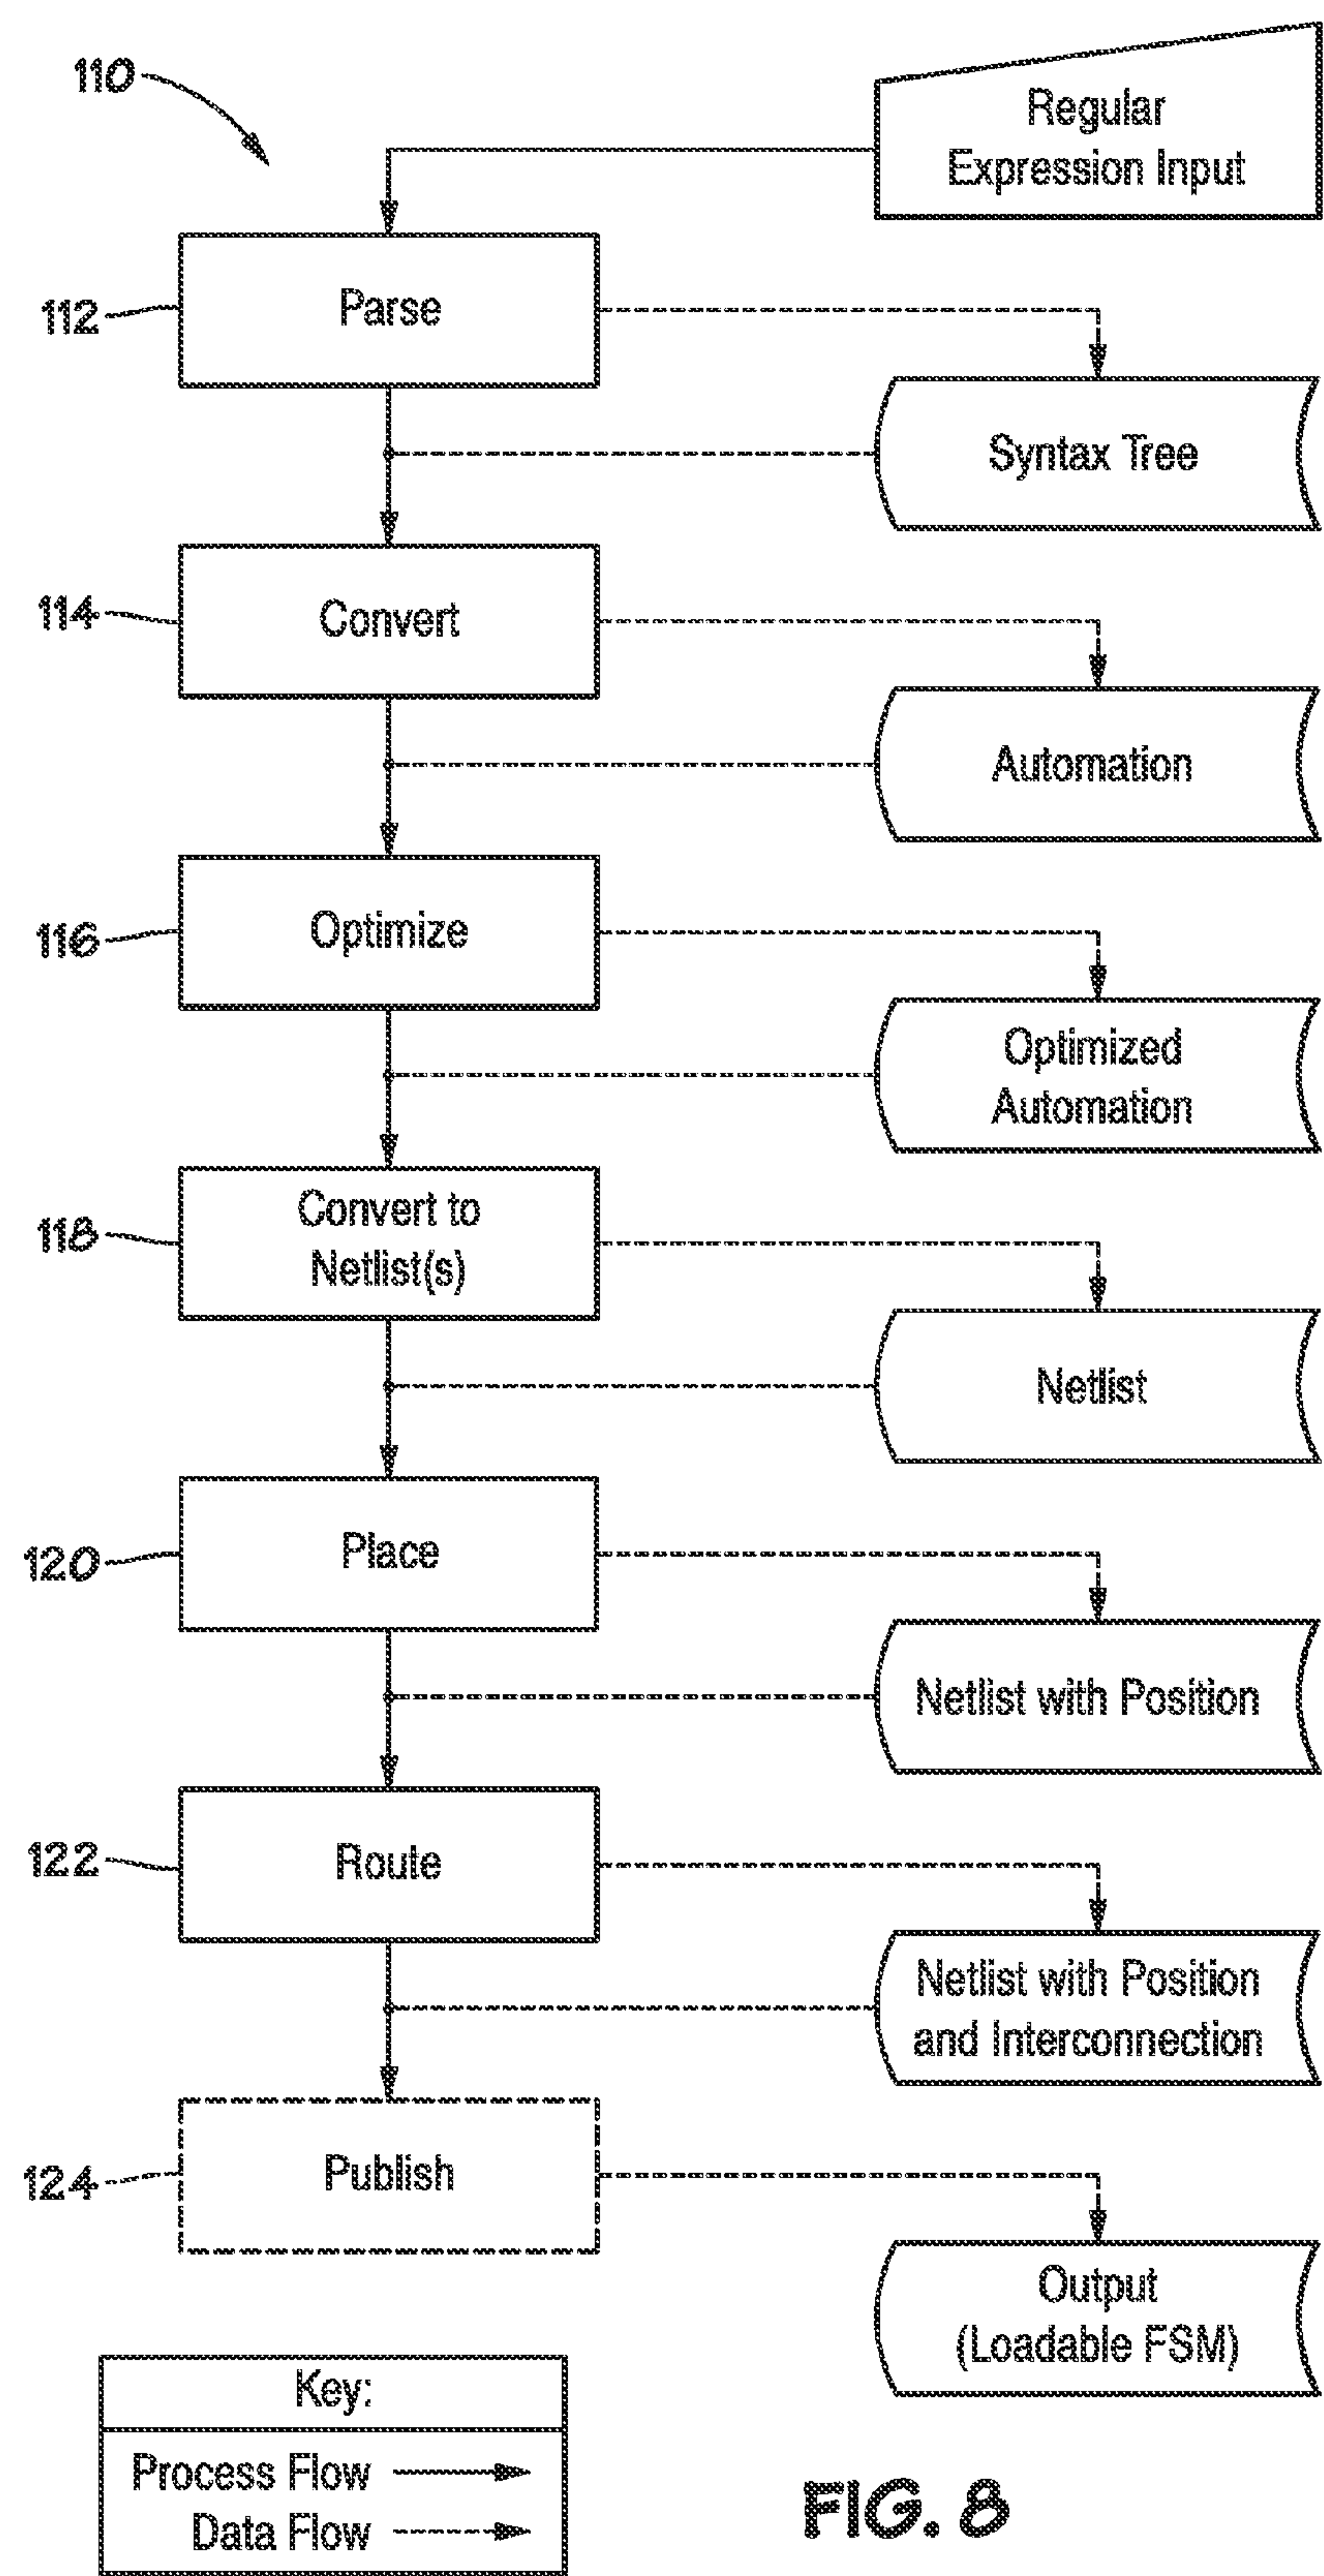 110
Regular
Expression Input
112
Parse
Syntax Tree
114
Convert
Automation
116
Optimize
Optimized
Automation
118
Convert to
Netlist(s)
Netlist
120
Place
Netlist with Position
122
Route
Netlist with Position
and Interconnection
124
Publish
Output
(Loadable FSM)
Key:
Process Flow
Data Flow
FIG. 8